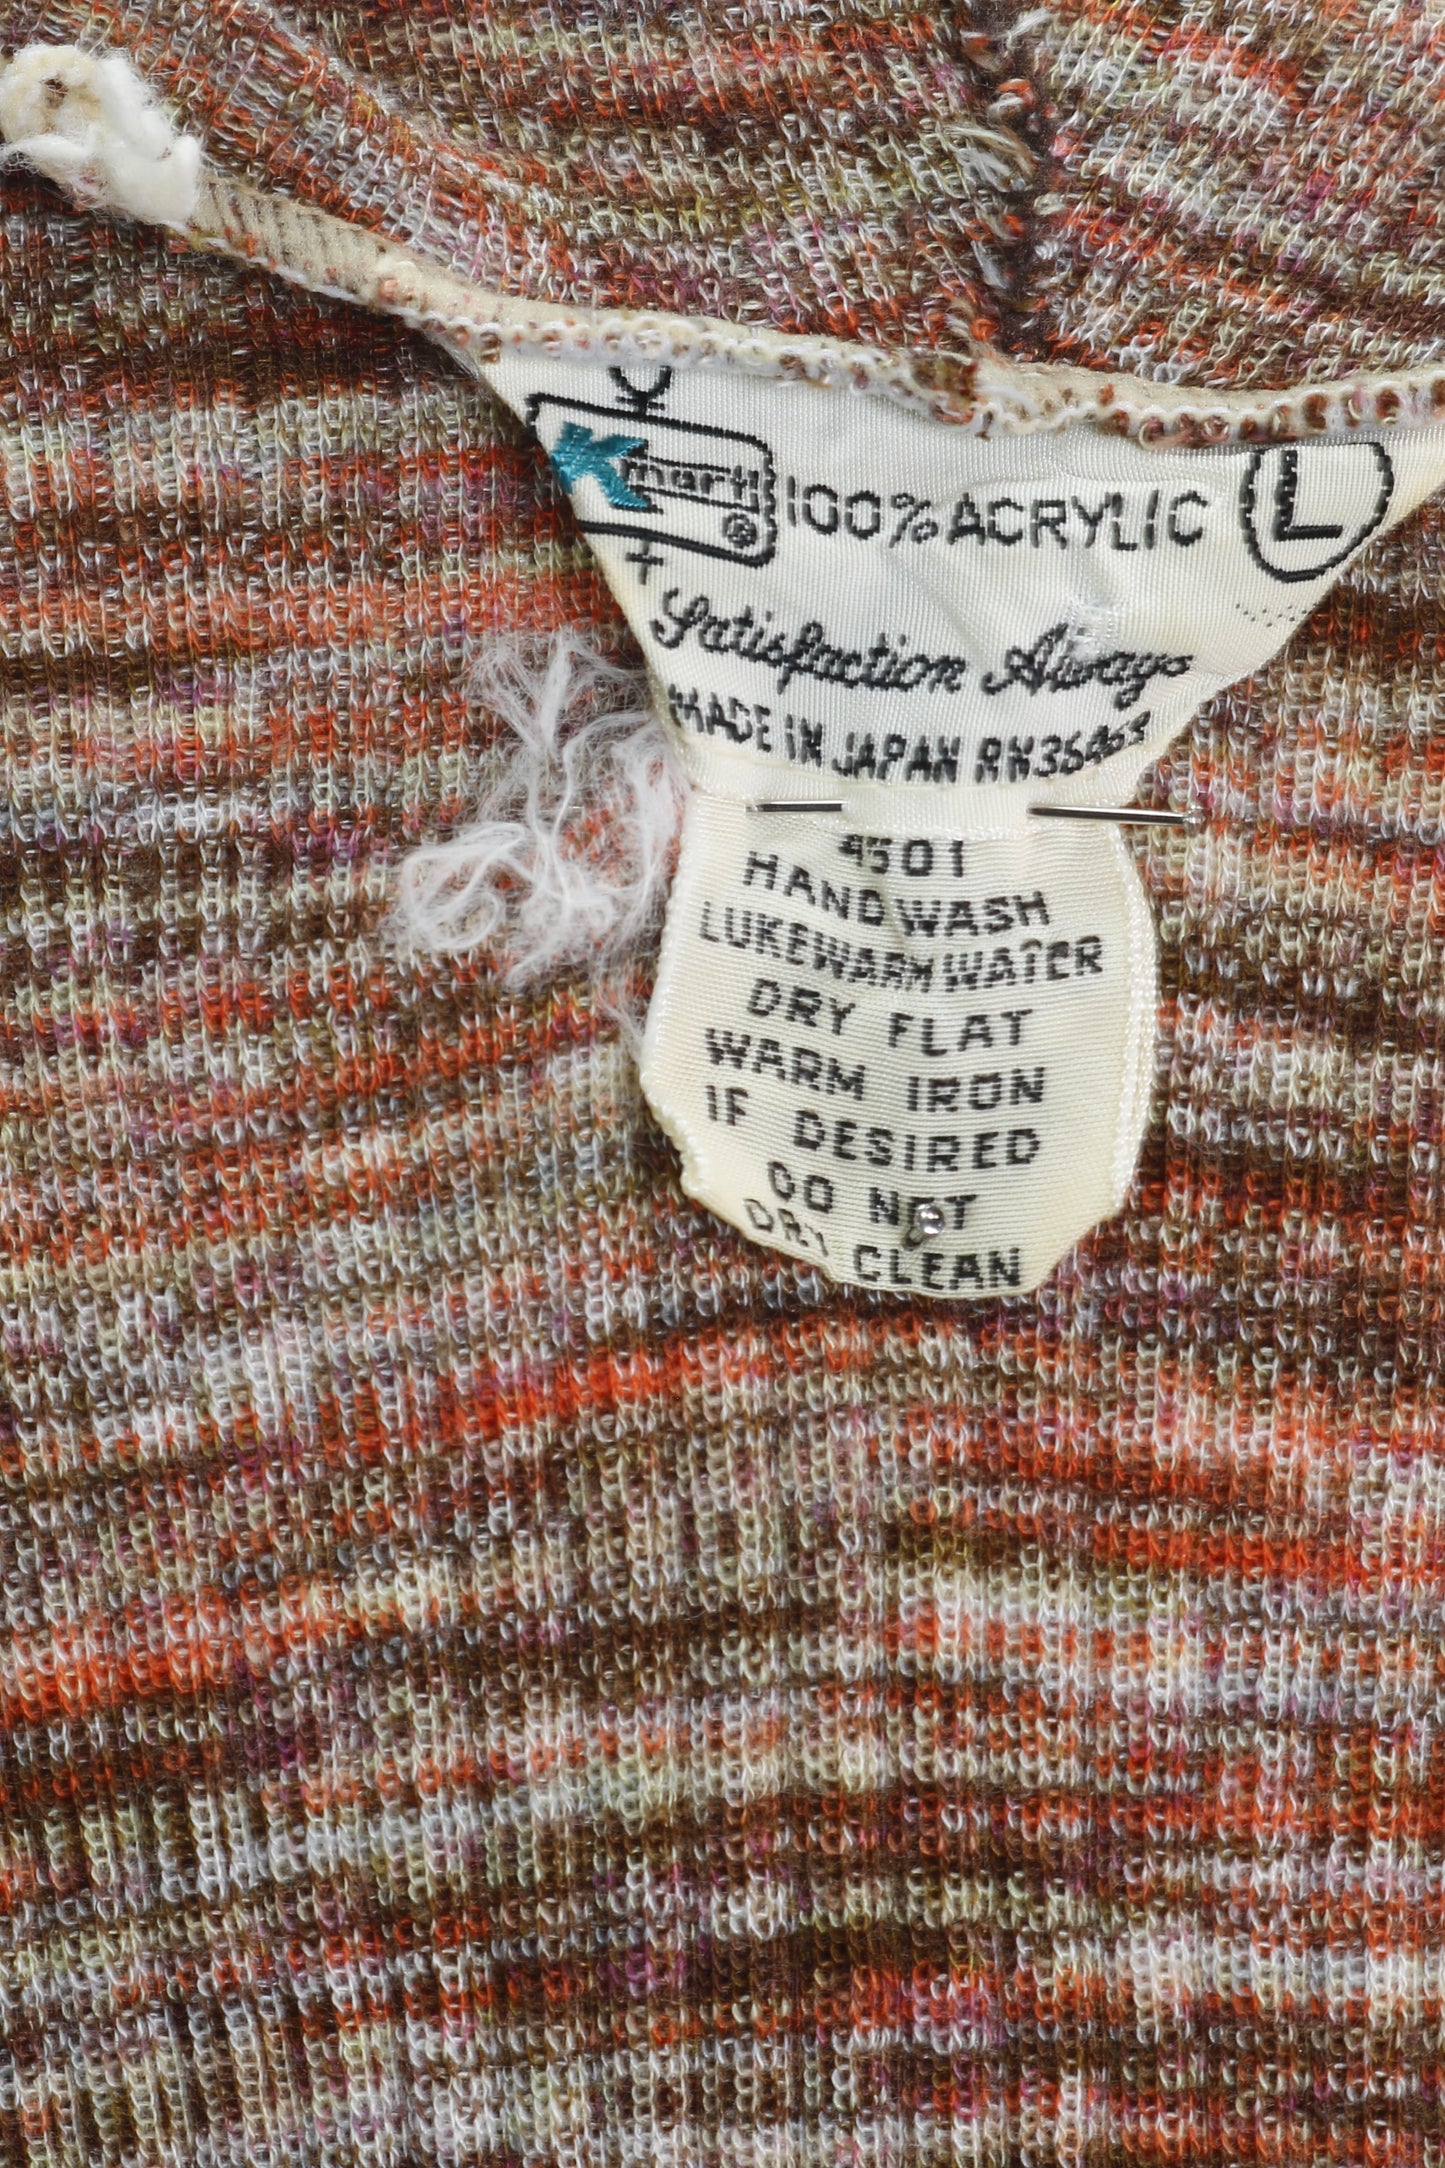 Kmart ® 100% ACRYLIC L
Satisfaction Always
MADE IN JAPAN RN
4501
HAND WASH
LUKEWARM WATER
DRY FLAT
WARM IRON
IF DESIRED
DO NOT
DRY CLEAN